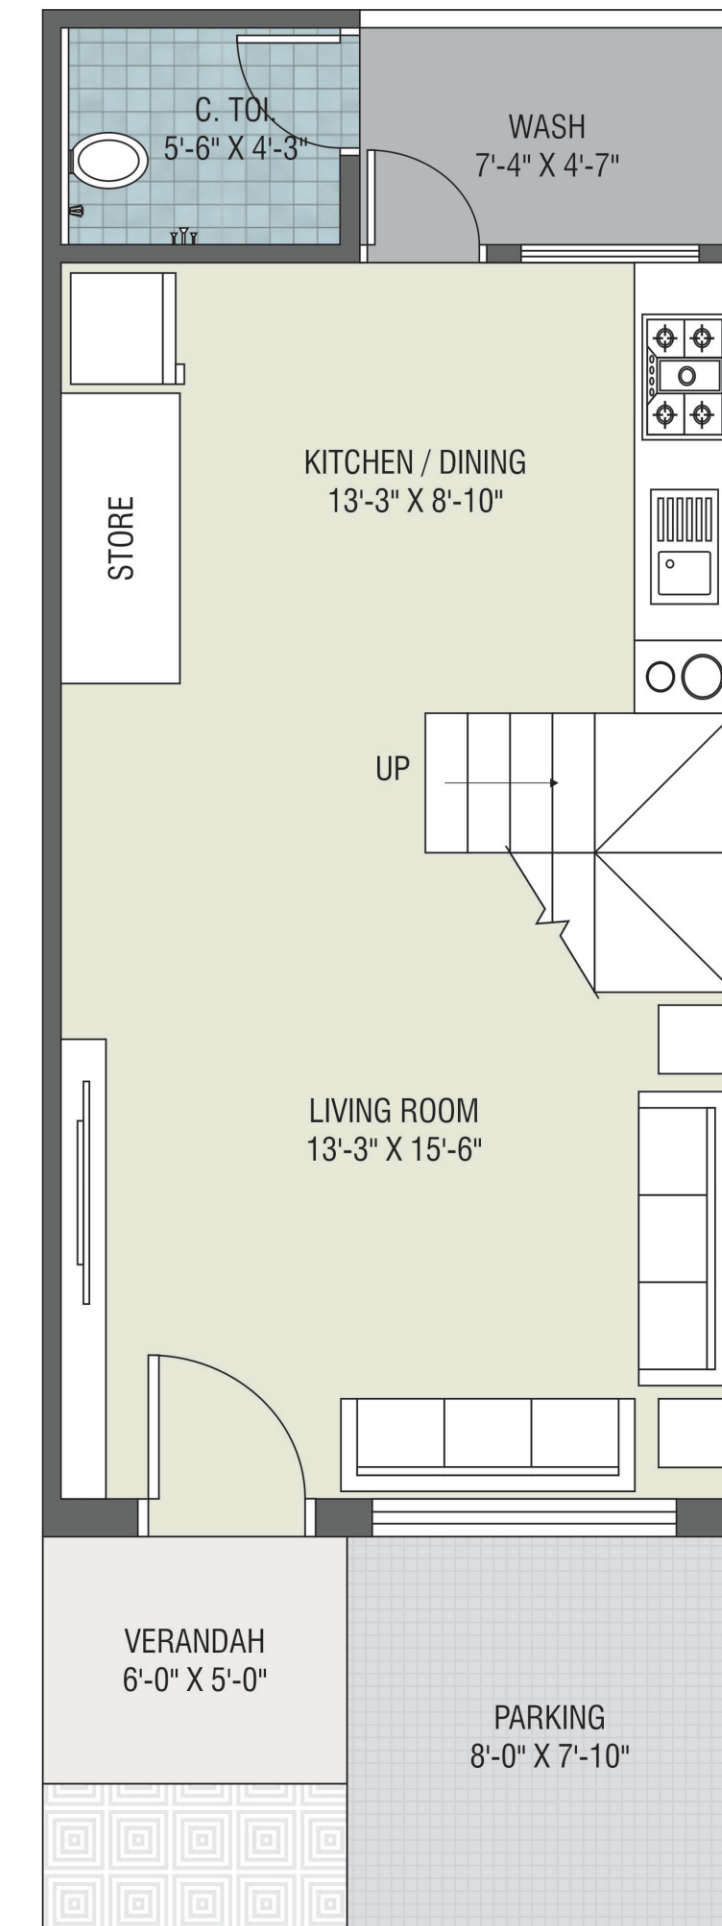 C. TOI.
5'-6" X 4'-3"
WASH
7'-4" X 4'-7"
KITCHEN / DINING
13'-3" X 8'-10"
STORE
UP
LIVING ROOM
13'-3" X 15'-6"
VERANDAH
6'-0" X 5'-0"
PARKING
8'-0" X 7'-10"